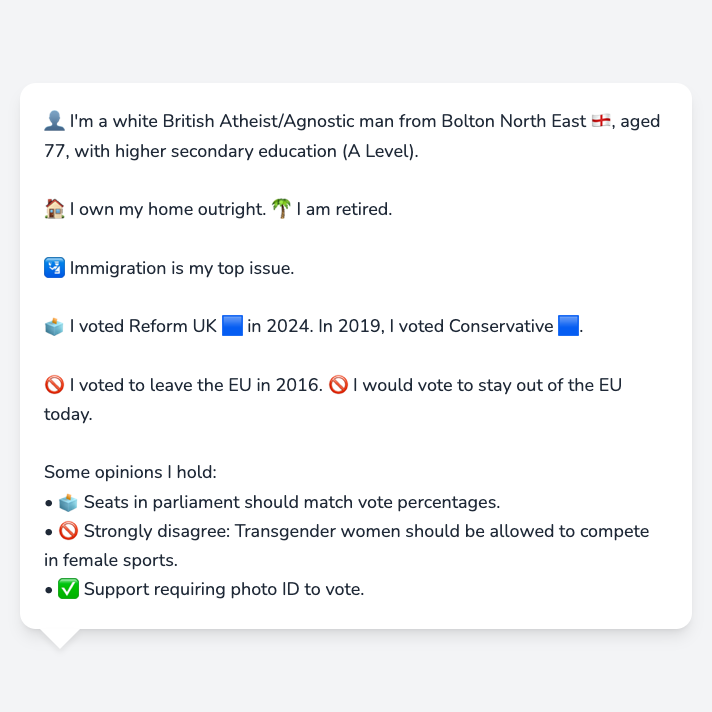 👤 I'm a white British Atheist/Agnostic man from Bolton North East 🏴󠁧󠁢󠁥󠁮󠁧󠁿, aged
77, with higher secondary education (A Level).
🏠 I own my home outright. 🌴 I am retired.
🛂 Immigration is my top issue.
🗳️ I voted Reform UK 🟦 in 2024. In 2019, I voted Conservative 🟦.
🚫 I voted to leave the EU in 2016. 🚫 I would vote to stay out of the EU
today.
Some opinions I hold:
• 🗳️ Seats in parliament should match vote percentages.
• 🚫 Strongly disagree: Transgender women should be allowed to compete
in female sports.
• ✅ Support requiring photo ID to vote.